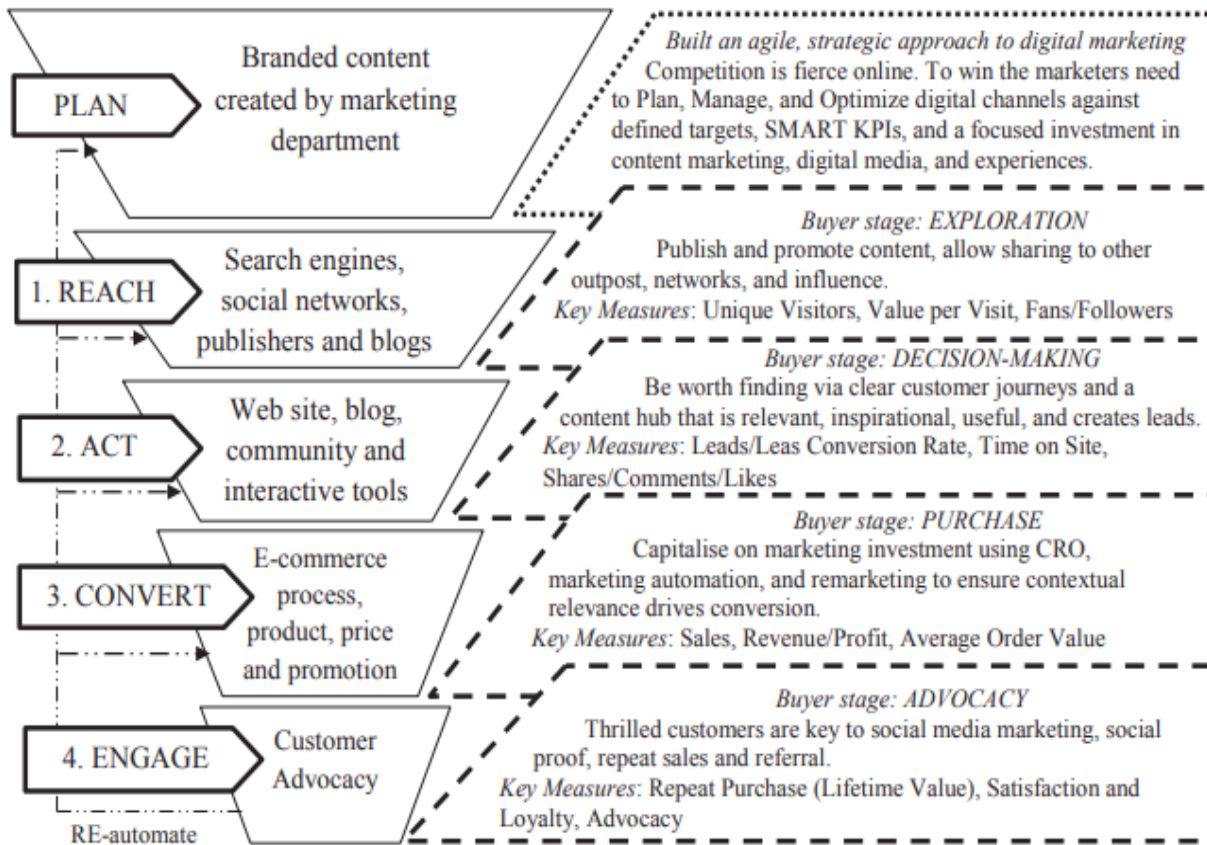 PLAN
Branded content
created by marketing
department
Built an agile, strategic approach to digital marketing
Competition is fierce online. To win the marketers need
to Plan, Manage, and Optimize digital channels against
defined targets, SMART KPIs, and a focused investment in
content marketing, digital media, and experiences.
1. REACH
Search engines,
social networks,
publishers and blogs
Buyer stage: EXPLORATION
Publish and promote content, allow sharing to other
outpost, networks, and influence.
Key Measures: Unique Visitors, Value per Visit, Fans/Followers
2. ACT
Web site, blog,
community and
interactive tools
Buyer stage: DECISION-MAKING
Be worth finding via clear customer journeys and a
content hub that is relevant, inspirational, useful, and creates leads.
Key Measures: Leads/Leas Conversion Rate, Time on Site,
Shares/Comments/Likes
3. CONVERT
E-commerce
process,
product, price
and promotion
Buyer stage: PURCHASE
Capitalise on marketing investment using CRO,
marketing automation, and remarketing to ensure contextual
relevance drives conversion.
Key Measures: Sales, Revenue/Profit, Average Order Value
4. ENGAGE
Customer
Advocacy
Buyer stage: ADVOCACY
Thrilled customers are key to social media marketing, social
proof, repeat sales and referral.
Key Measures: Repeat Purchase (Lifetime Value), Satisfaction and
Loyalty, Advocacy
RE-automate